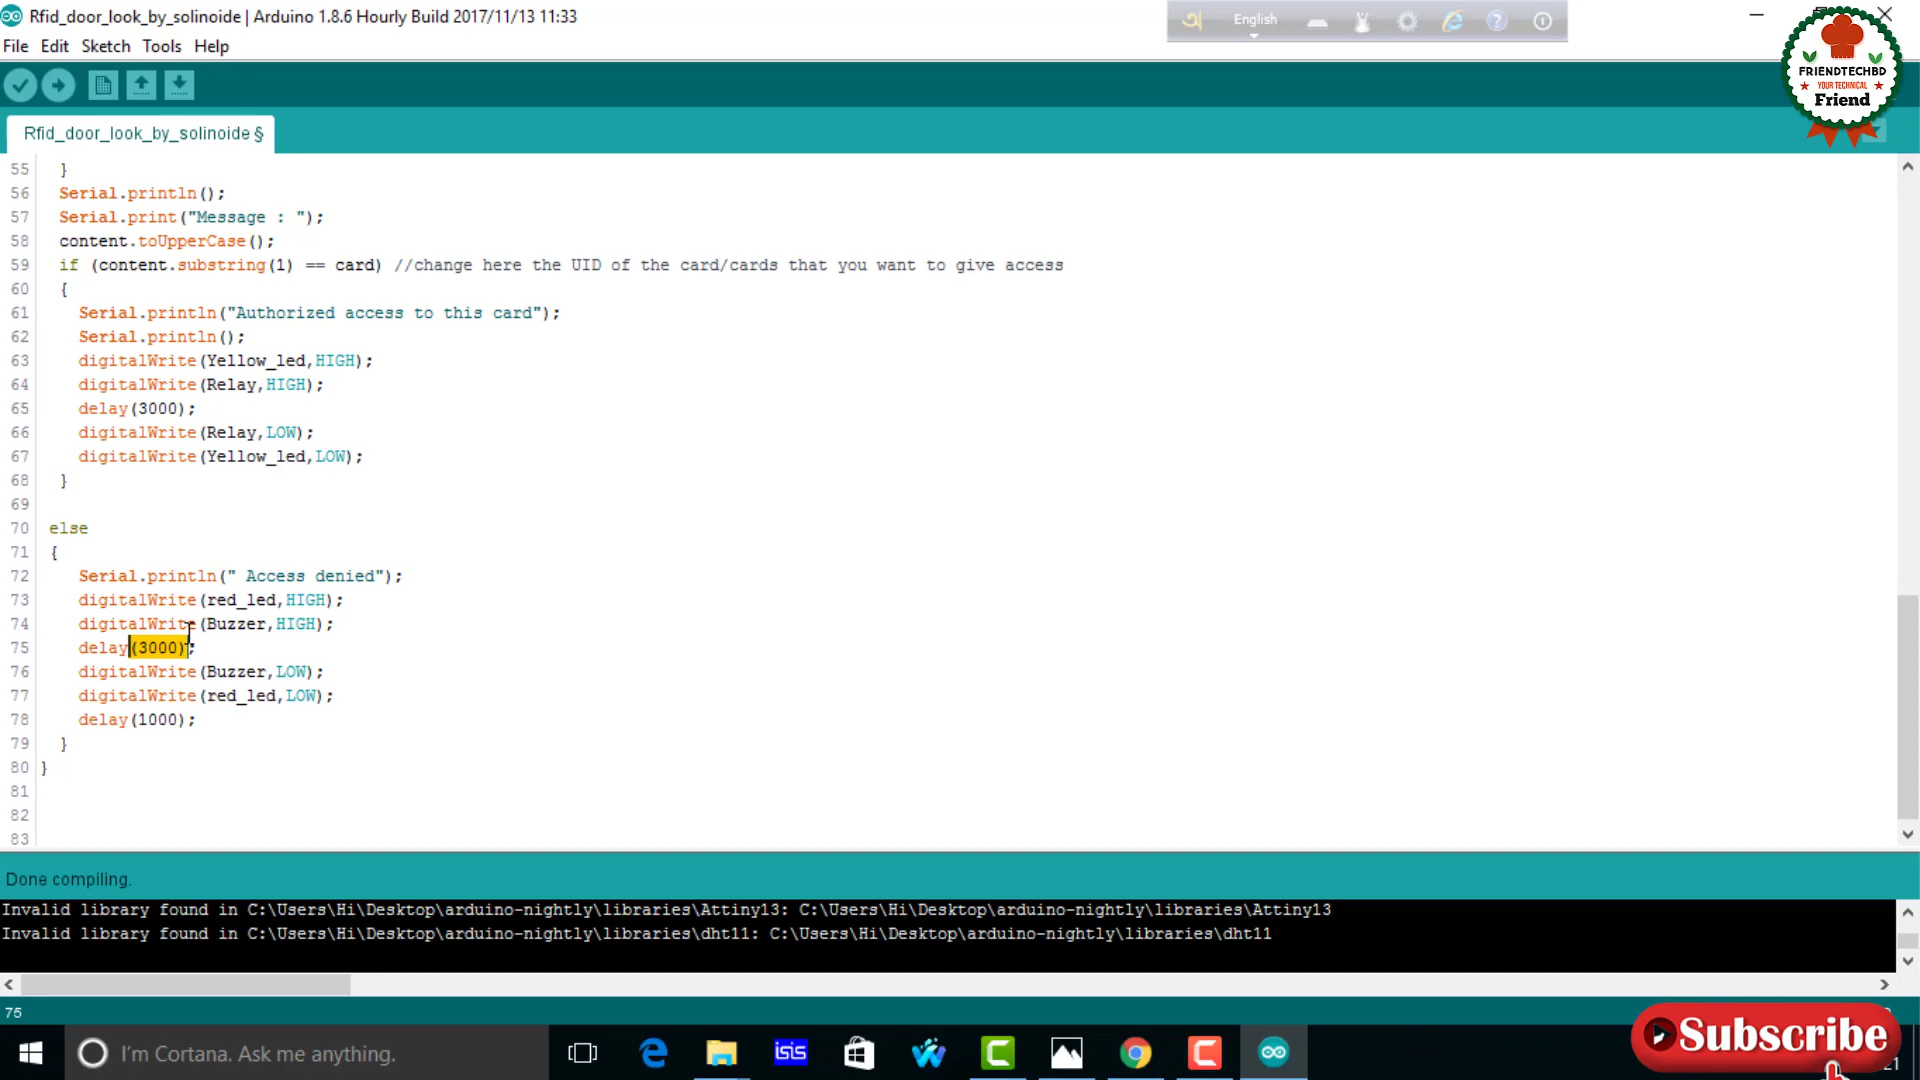 Rfid_door_look_by_solinoide | Arduino 1.8.6 Hourly Build 2017/11/13 11:33
English
File Edit Sketch Tools Help
FRIENDTECHBD
YOUR TECHNICAL
Friend
Rfid_door_look_by_solinoide §
55 }
56 Serial.println();
57 Serial.print("Message : ");
58 content.toUpperCase();
59 if (content.substring(1) == card) //change here the UID of the card/cards that you want to give access
60 {
61 Serial.println("Authorized access to this card");
62 Serial.println();
63 digitalWrite(Yellow_led,HIGH);
64 digitalWrite(Relay,HIGH);
65 delay(3000);
66 digitalWrite(Relay,LOW);
67 digitalWrite(Yellow_led,LOW);
68 }
69
70 else
71 {
72 Serial.println(" Access denied");
73 digitalWrite(red_led,HIGH);
74 digitalWrite(Buzzer,HIGH);
75 delay(3000);
76 digitalWrite(Buzzer,LOW);
77 digitalWrite(red_led,LOW);
78 delay(1000);
79 }
80 }
81
82
83
Done compiling.
Invalid library found in C:\Users\Hi\Desktop\arduino-nightly\libraries\Attiny13: C:\Users\Hi\Desktop\arduino-nightly\libraries\Attiny13
Invalid library found in C:\Users\Hi\Desktop\arduino-nightly\libraries\dht11: C:\Users\Hi\Desktop\arduino-nightly\libraries\dht11
75
Subscribe
I'm Cortana. Ask me anything.
isis